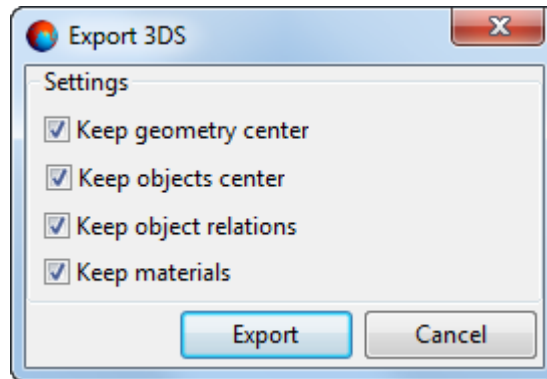 Export 3DS
Settings
Keep geometry center
Keep objects center
Keep object relations
Keep materials
Export Cancel